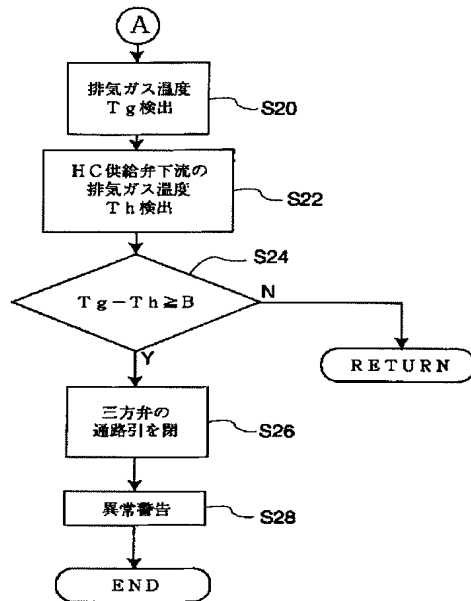 A
排気ガス温度
Tg検出
S20
HC供給弁下流の
排気ガス温度
Th検出
S22
S24
Tg-Th≧B
N
Y
RETURN
三方弁の
通路引を閉
S26
異常警告
S28
END